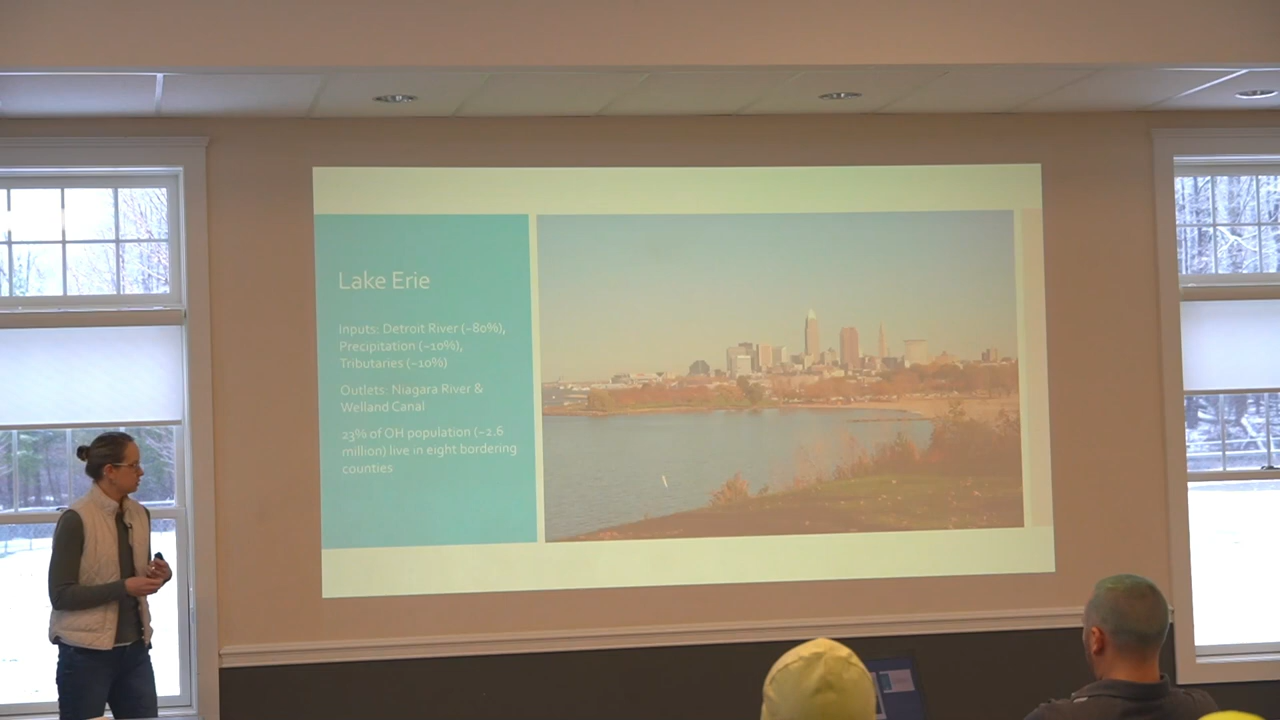 Lake Erie
Inputs: Detroit River (~80%),
Precipitation (~10%),
Tributaries (~10%)
Outlets: Niagara River &
Welland Canal
23% of OH population (~2.6
million) live in eight bordering
counties